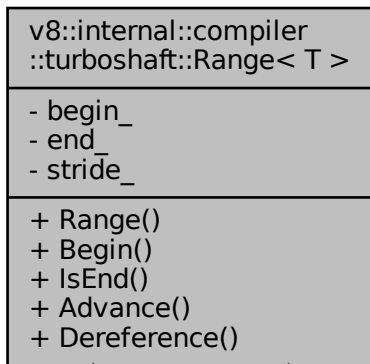 v8::internal::compiler
::turboshaft::Range< T >
- begin_
- end_
- stride_
+ Range()
+ Begin()
+ IsEnd()
+ Advance()
+ Dereference()